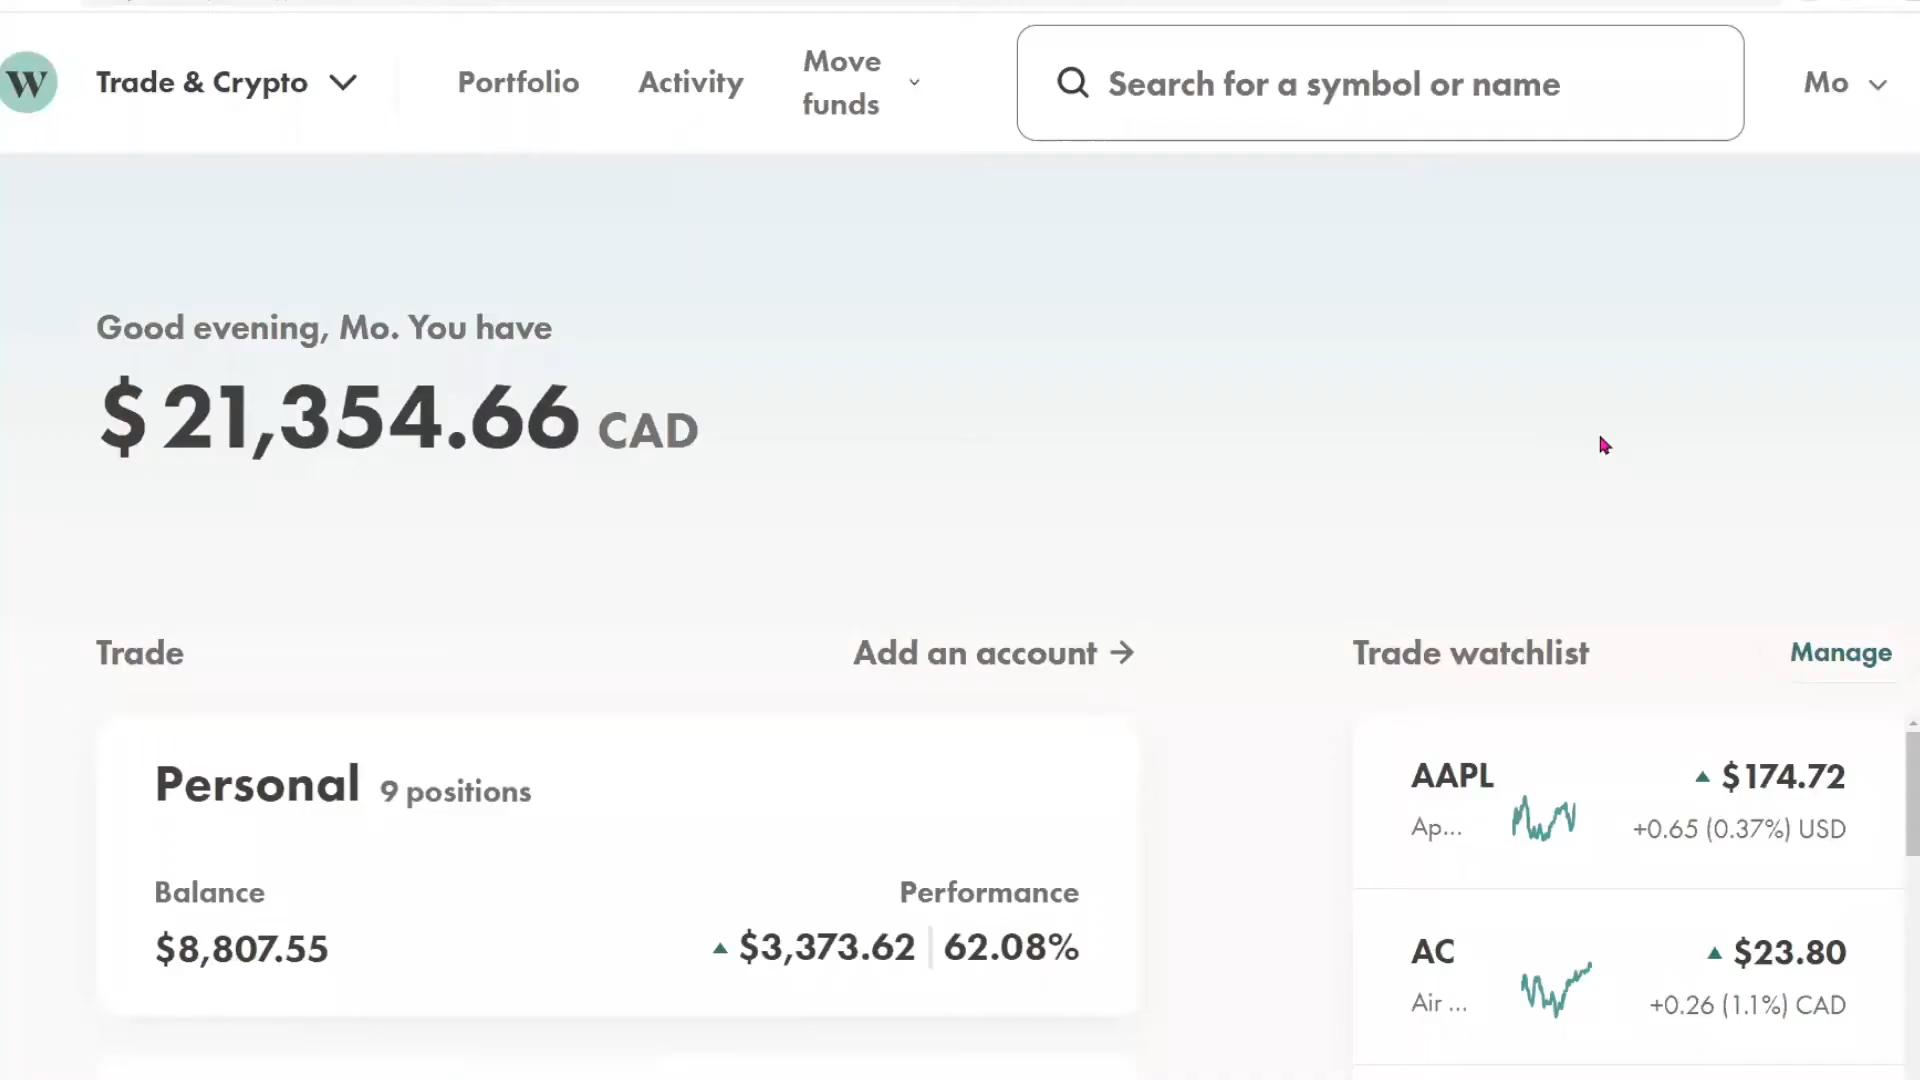 W
Trade & Crypto
Portfolio
Activity
Move
funds
Search for a symbol or name
Mo
Good evening, Mo. You have
$21,354.66 CAD
Trade
Add an account →
Trade watchlist
Manage
Personal 9 positions
Balance
Performance
$8,807.55
▲ $3,373.62 | 62.08%
AAPL
▲ $174.72
Ap...
+0.65 (0.37%) USD
AC
▲ $23.80
Air ...
+0.26 (1.1%) CAD